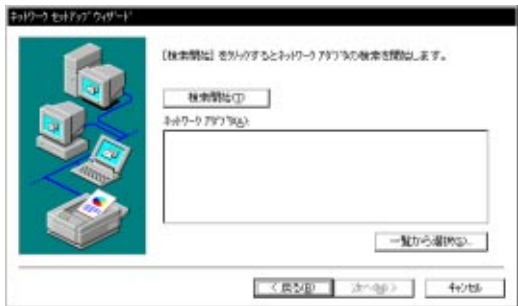 ネットワーク セットアップ ウィザード
[検索開始] をクリックするとネットワーク アダプタの検索を開始します。
検索開始(T)
ネットワーク アダプタ(A):
一覧から選択(S)...
< 戻る(B)
次へ(N) >
キャンセル